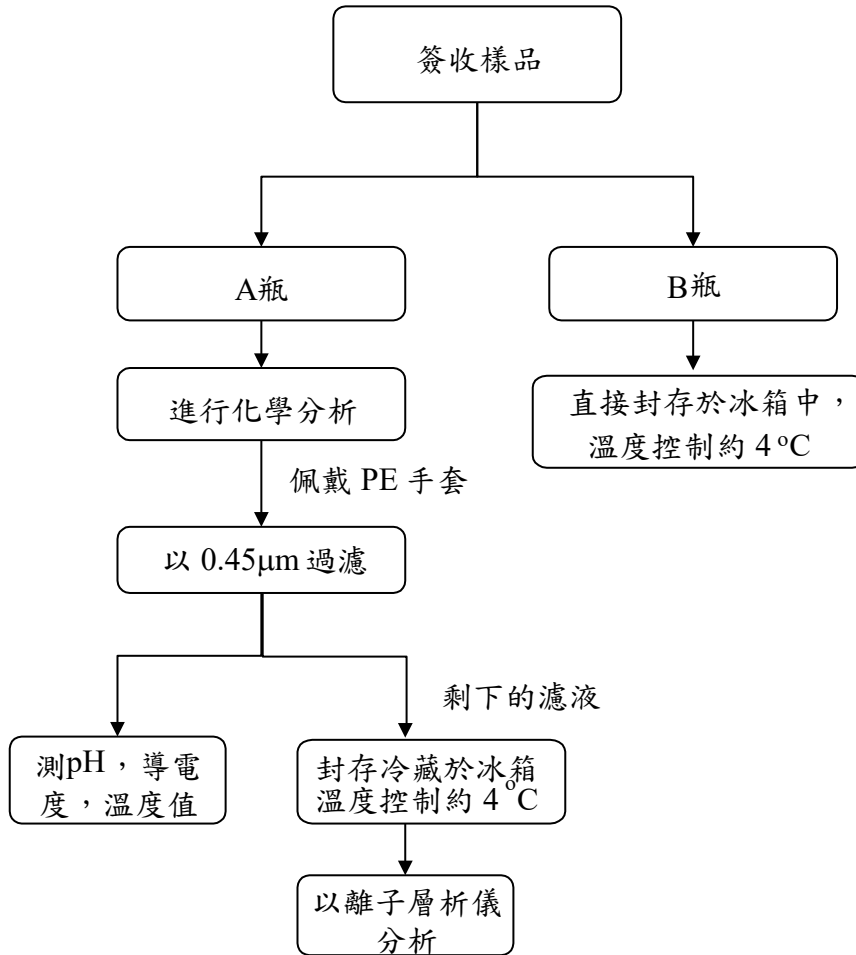 簽收樣品
A瓶
B瓶
進行化學分析
直接封存於冰箱中，
溫度控制約 4 °C
佩戴 PE 手套
以 0.45μm 過濾
剩下的濾液
測pH，導電
度，溫度值
封存冷藏於冰箱
溫度控制約 4 °C
以離子層析儀
分析